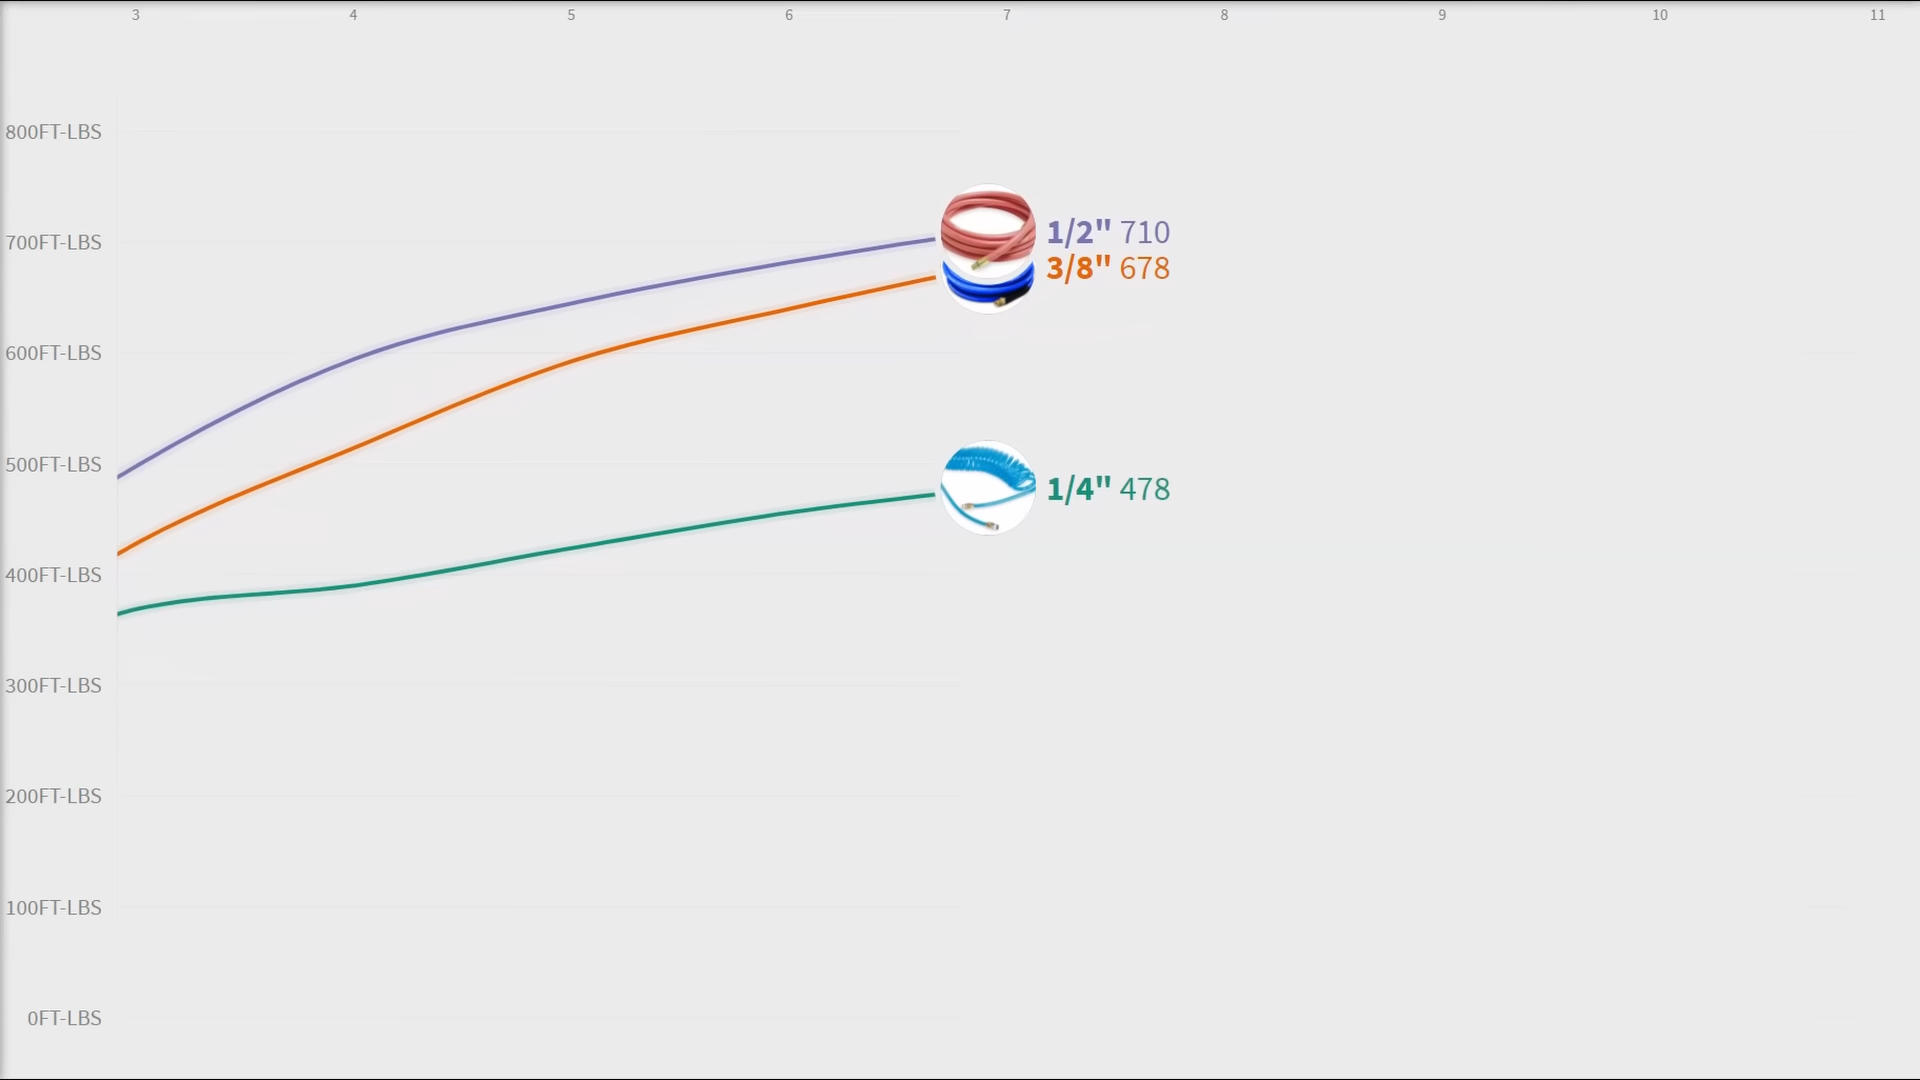 3 4 5 6 7 8 9 10 11
800FT-LBS
700FT-LBS
600FT-LBS
500FT-LBS
400FT-LBS
300FT-LBS
200FT-LBS
100FT-LBS
0FT-LBS
1/2" 710
3/8" 678
1/4" 478